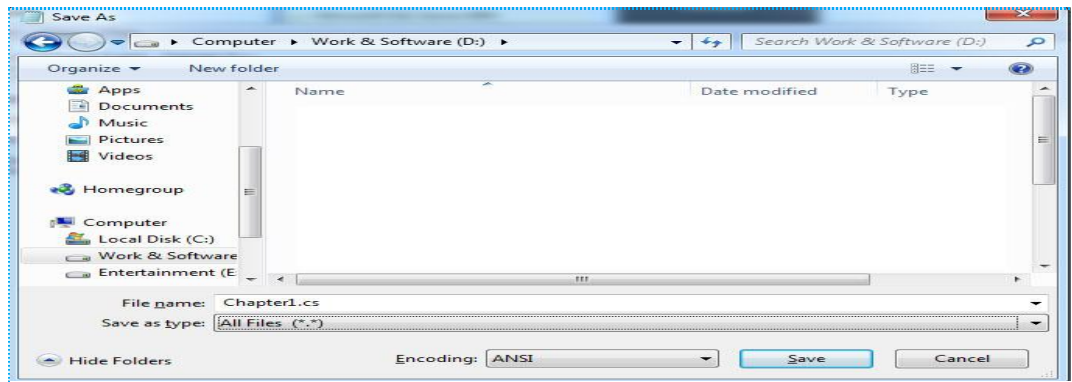 Save As
Computer Work & Software (D:)
Search Work & Software (D:)
Organize New folder
Name Date modified Type
Apps
Documents
Music
Pictures
Videos
Homegroup
Computer
Local Disk (C:)
Work & Software
Entertainment (E
File name: Chapter1.cs
Save as type: All Files (*.*)
Hide Folders Encoding: ANSI Save Cancel